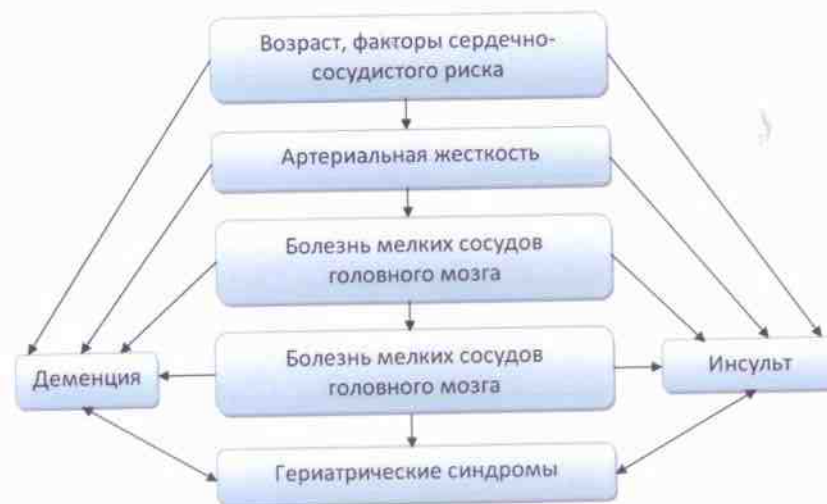 Возраст, факторы сердечно-
сосудистого риска
Артериальная жесткость
Болезнь мелких сосудов
головного мозга
Деменция
Болезнь мелких сосудов
головного мозга
Инсульт
Гериатрические синдромы